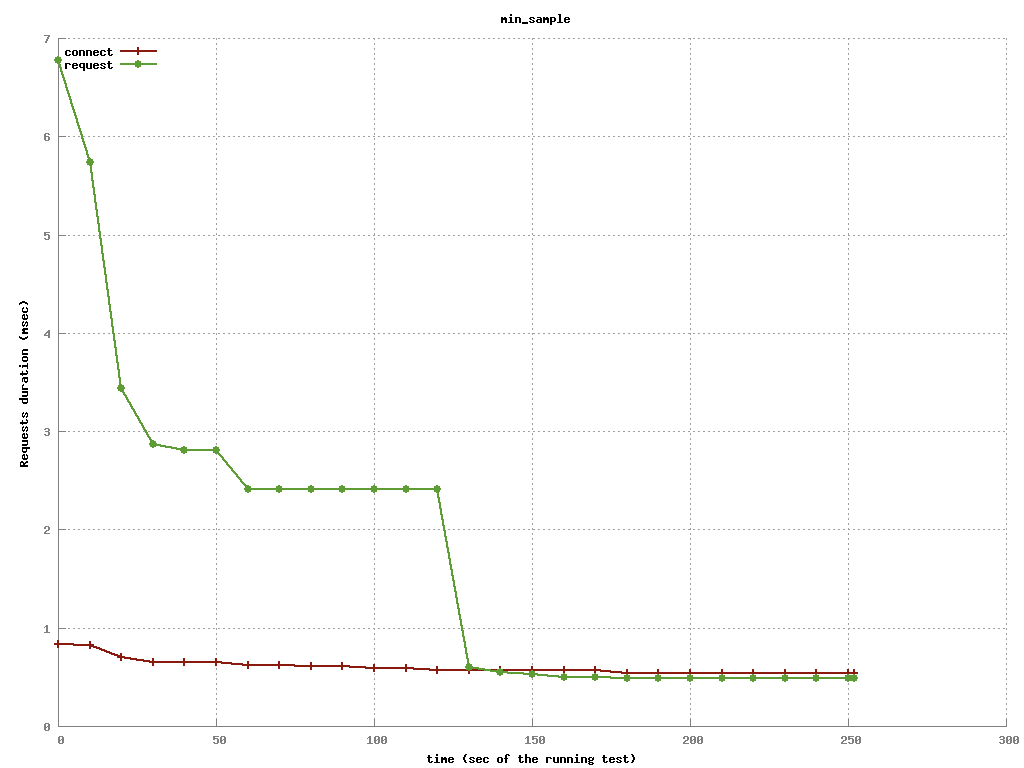 min_sample
connect
request
7
6
5
4
3
2
1
0
Requests duration (msec)
0 50 100 150 200 250 300
time (sec of the running test)